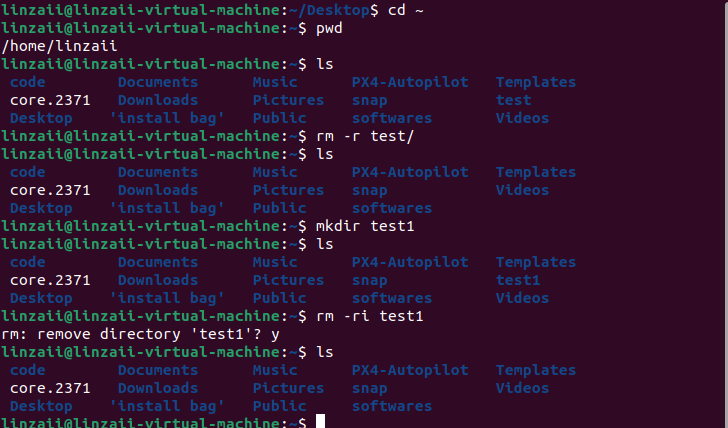 linzaii@linzaii-virtual-machine:~/Desktop$ cd ~
linzaii@linzaii-virtual-machine:~$ pwd
/home/linzaii
linzaii@linzaii-virtual-machine:~$ ls
code Documents Music PX4-Autopilot Templates
core.2371 Downloads Pictures snap test
Desktop 'install bag' Public softwares Videos
linzaii@linzaii-virtual-machine:~$ rm -r test/
linzaii@linzaii-virtual-machine:~$ ls
code Documents Music PX4-Autopilot Templates
core.2371 Downloads Pictures snap Videos
Desktop 'install bag' Public softwares
linzaii@linzaii-virtual-machine:~$ mkdir test1
linzaii@linzaii-virtual-machine:~$ ls
code Documents Music PX4-Autopilot Templates
core.2371 Downloads Pictures snap test1
Desktop 'install bag' Public softwares Videos
linzaii@linzaii-virtual-machine:~$ rm -ri test1
rm: remove directory 'test1'? y
linzaii@linzaii-virtual-machine:~$ ls
code Documents Music PX4-Autopilot Templates
core.2371 Downloads Pictures snap Videos
Desktop 'install bag' Public softwares
linzaii@linzaii-virtual-machine:~$